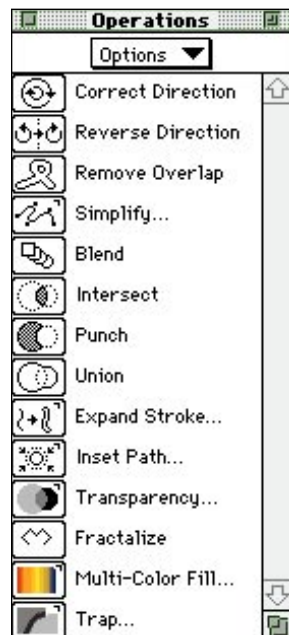 Operations
Options
Correct Direction
Reverse Direction
Remove Overlap
Simplify...
Blend
Intersect
Punch
Union
Expand Stroke...
Inset Path...
Transparency...
Fractalize
Multi-Color Fill...
Trap...